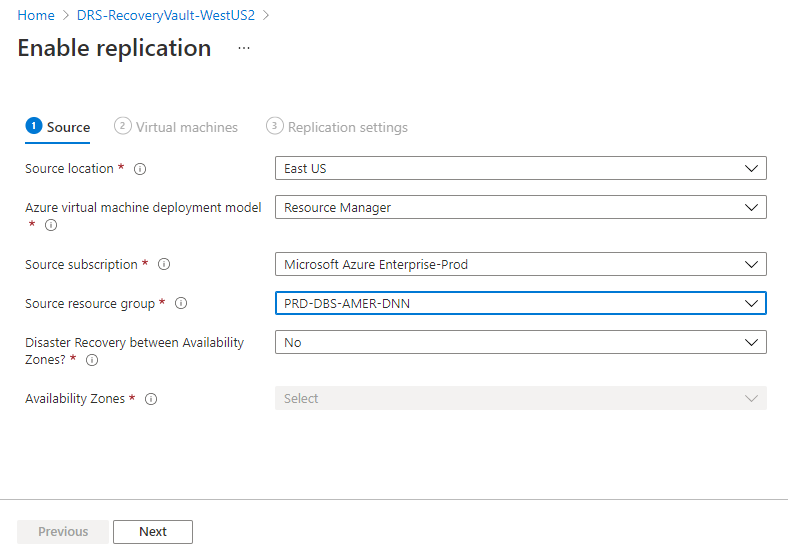 Home > DRS-RecoveryVault-WestUS2 >
Enable replication ...
1 Source 2 Virtual machines 3 Replication settings
Source location * East US
Azure virtual machine deployment model
* Resource Manager
Source subscription * Microsoft Azure Enterprise-Prod
Source resource group * PRD-DBS-AMER-DNN
Disaster Recovery between Availability
Zones? * No
Availability Zones * Select
Previous Next